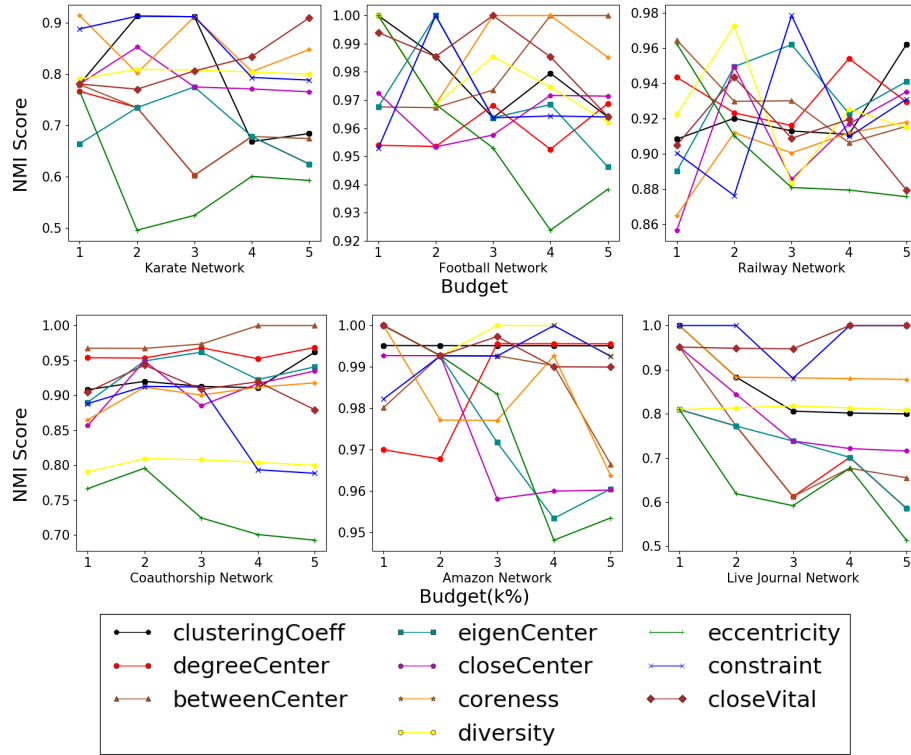 NMI Score
0.9
0.8
0.7
0.6
0.5
1 2 3 4 5
Karate Network
1.00
0.99
0.98
0.97
0.96
0.95
0.94
0.93
0.92
1 2 3 4 5
Football Network
0.98
0.96
0.94
0.92
0.90
0.88
0.86
1 2 3 4 5
Railway Network
Budget
NMI Score
1.00
0.95
0.90
0.85
0.80
0.75
0.70
1 2 3 4 5
Coauthorship Network
1.00
0.99
0.98
0.97
0.96
0.95
1 2 3 4 5
Amazon Network
1.0
0.9
0.8
0.7
0.6
0.5
1 2 3 4 5
Live Journal Network
Budget(k%)
clusteringCoeff
degreeCenter
betweenCenter
eigenCenter
closeCenter
coreness
diversity
eccentricity
constraint
closeVital